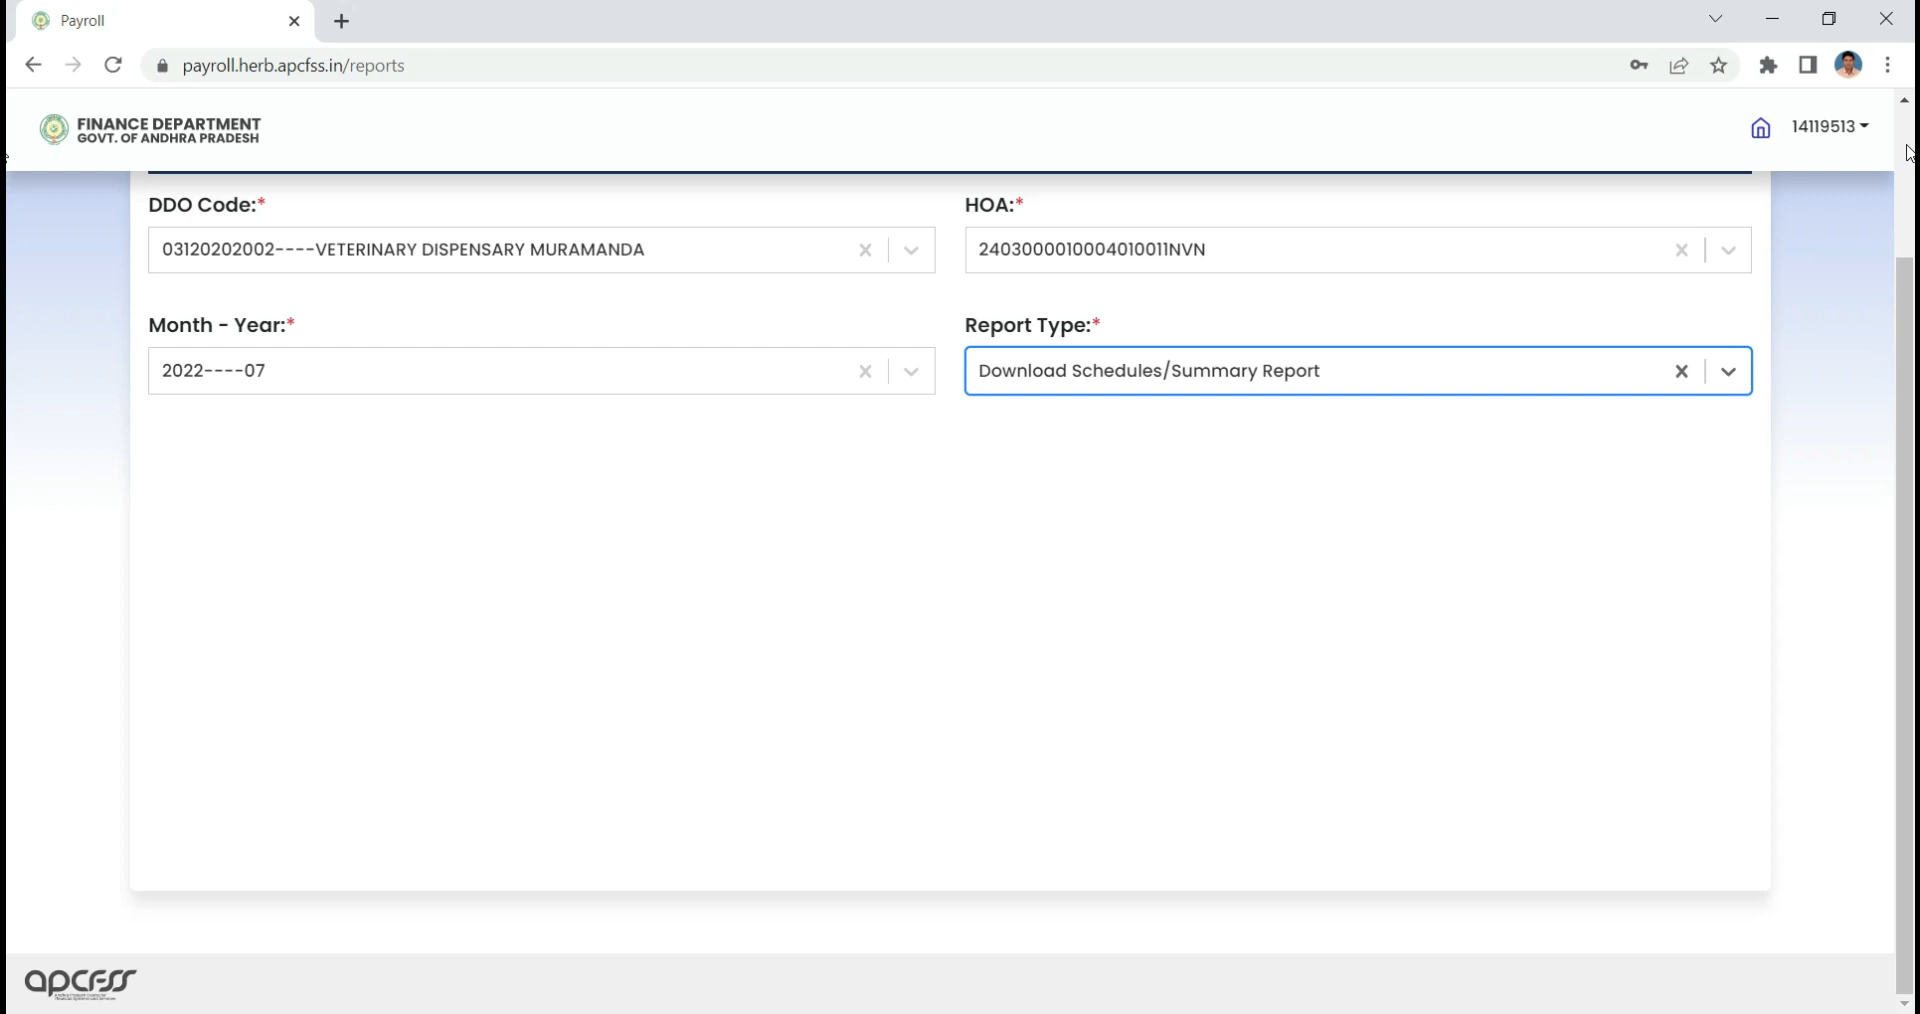 Payroll
payroll.herb.apcfss.in/reports
FINANCE DEPARTMENT
GOVT. OF ANDHRA PRADESH
14119513
DDO Code:*
HOA:*
03120202002----VETERINARY DISPENSARY MURAMANDA
2403000010004010011NVN
Month - Year:*
Report Type:*
2022----07
Download Schedules/Summary Report
apcfss